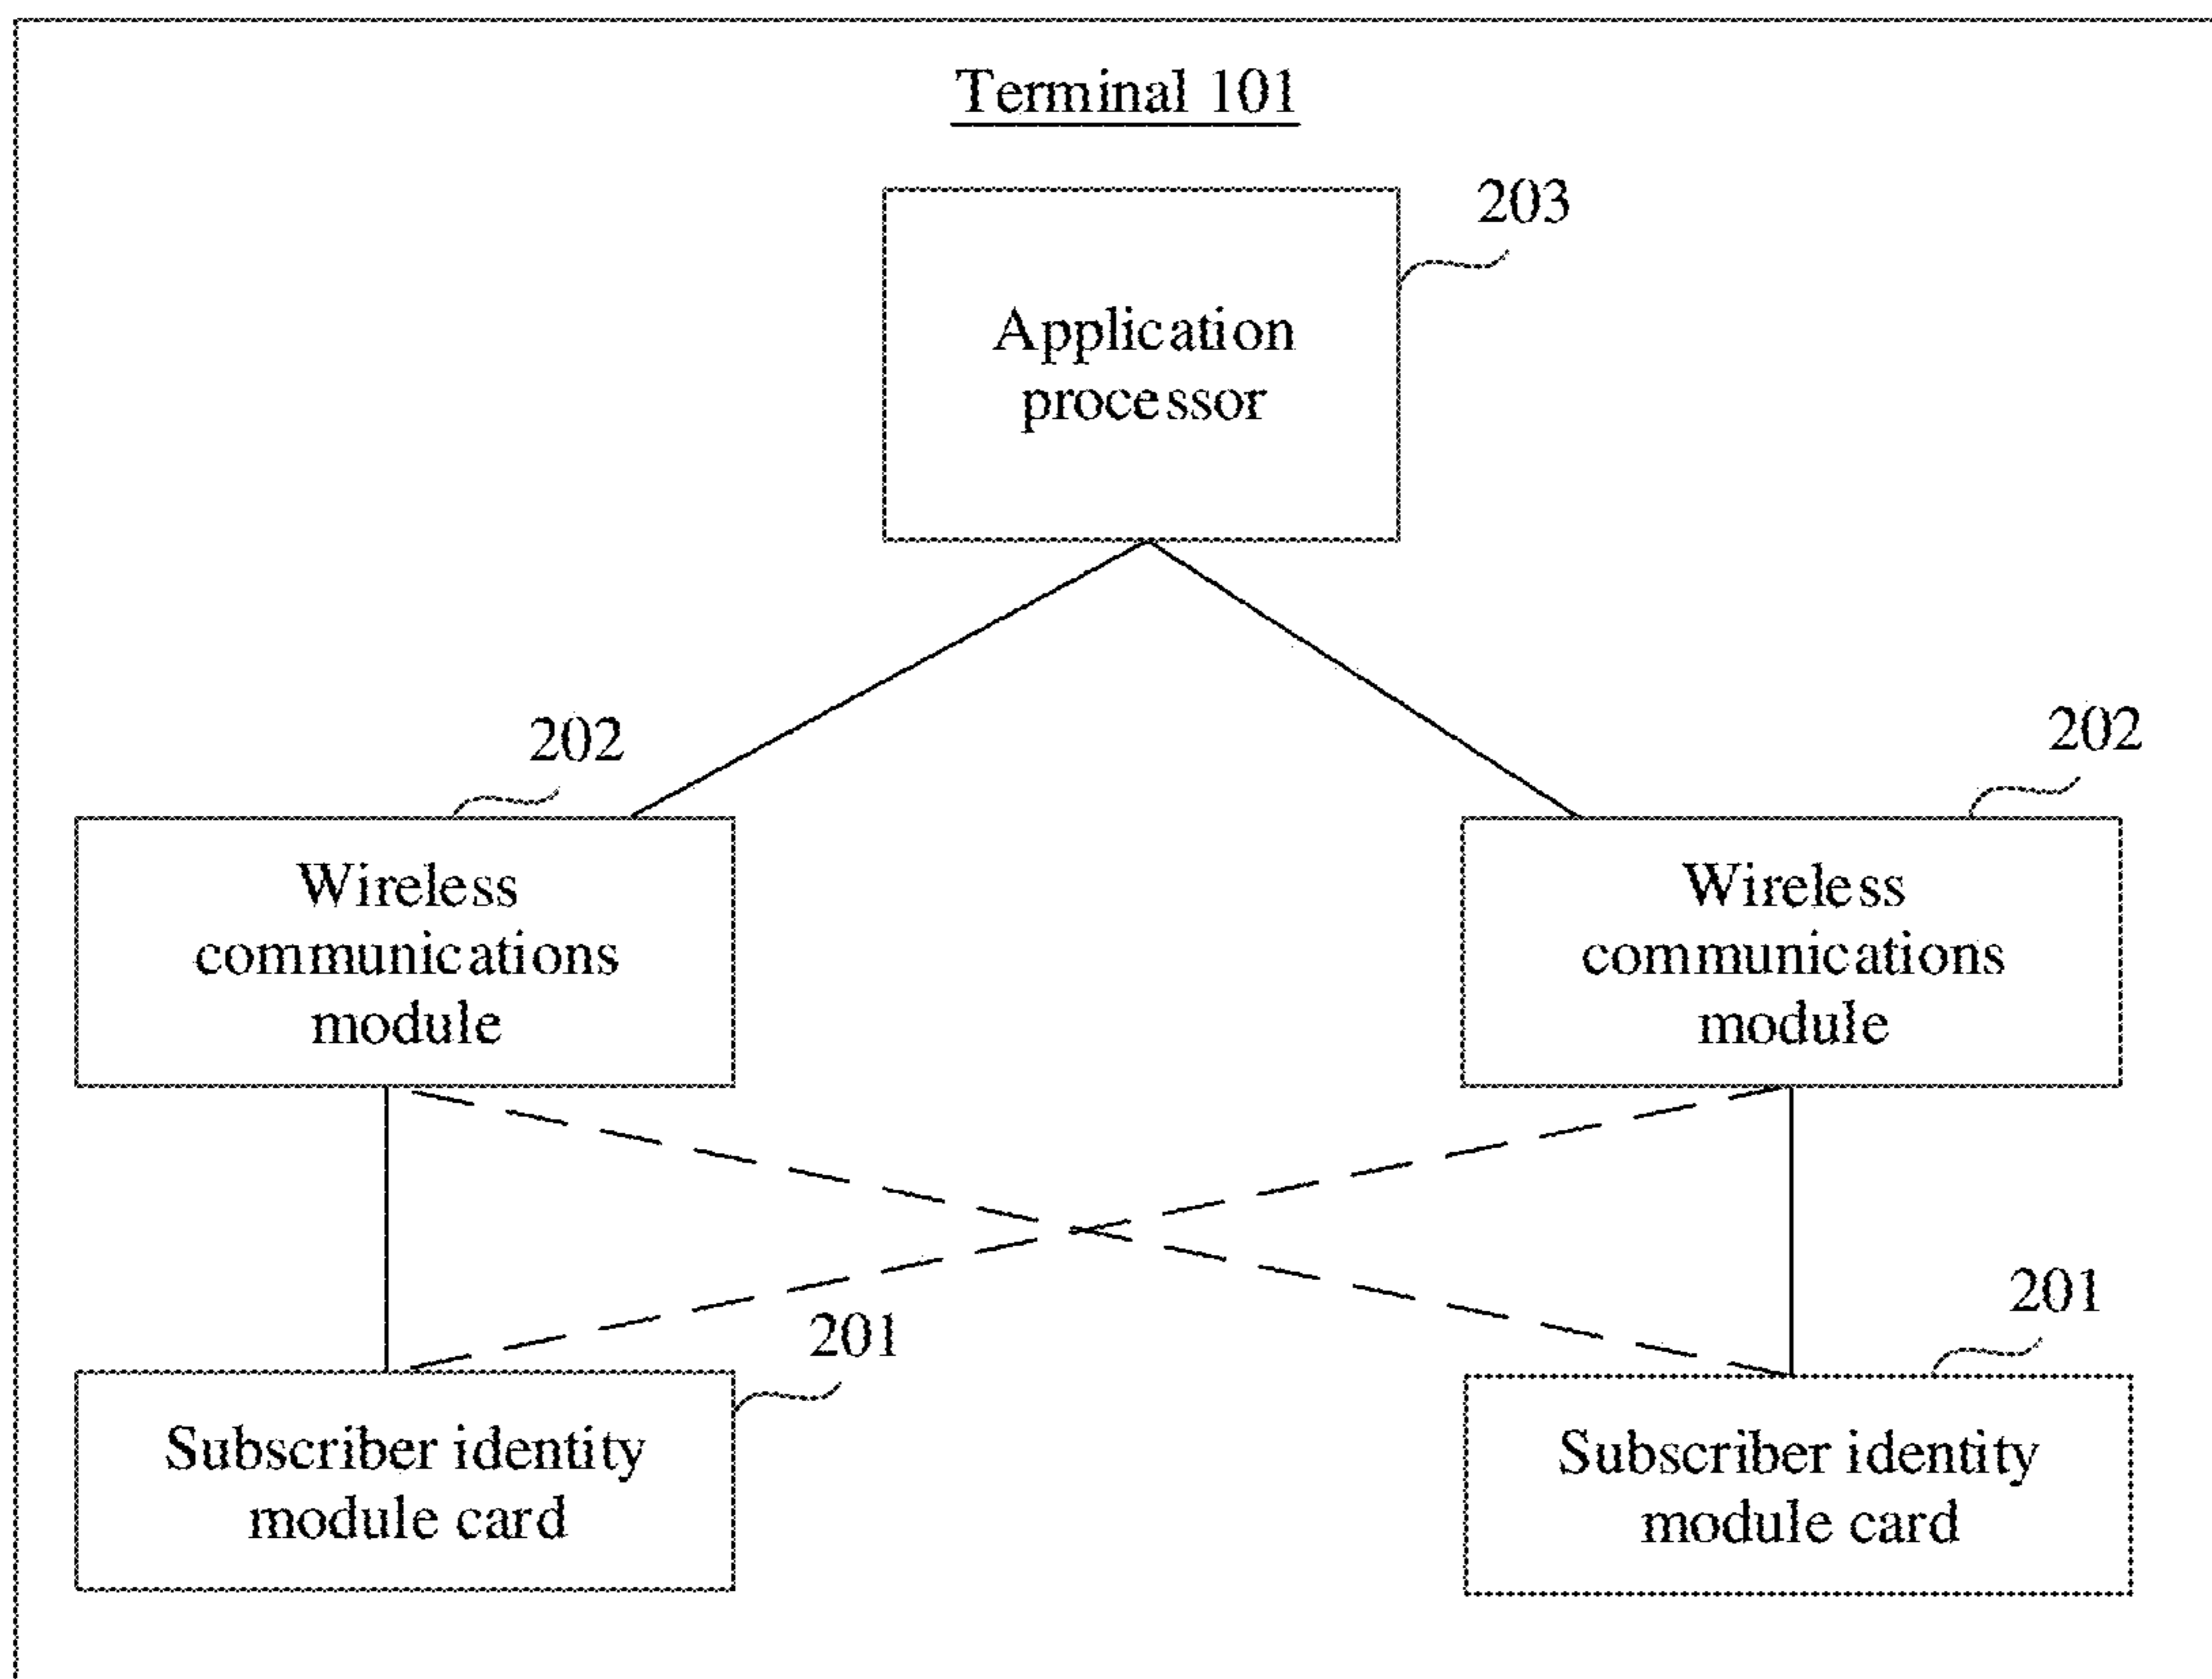 Terminal 101
203
Application
processor
202
202
Wireless
communications
module
Wireless
communications
module
201
201
Subscriber identity
module card
Subscriber identity
module card